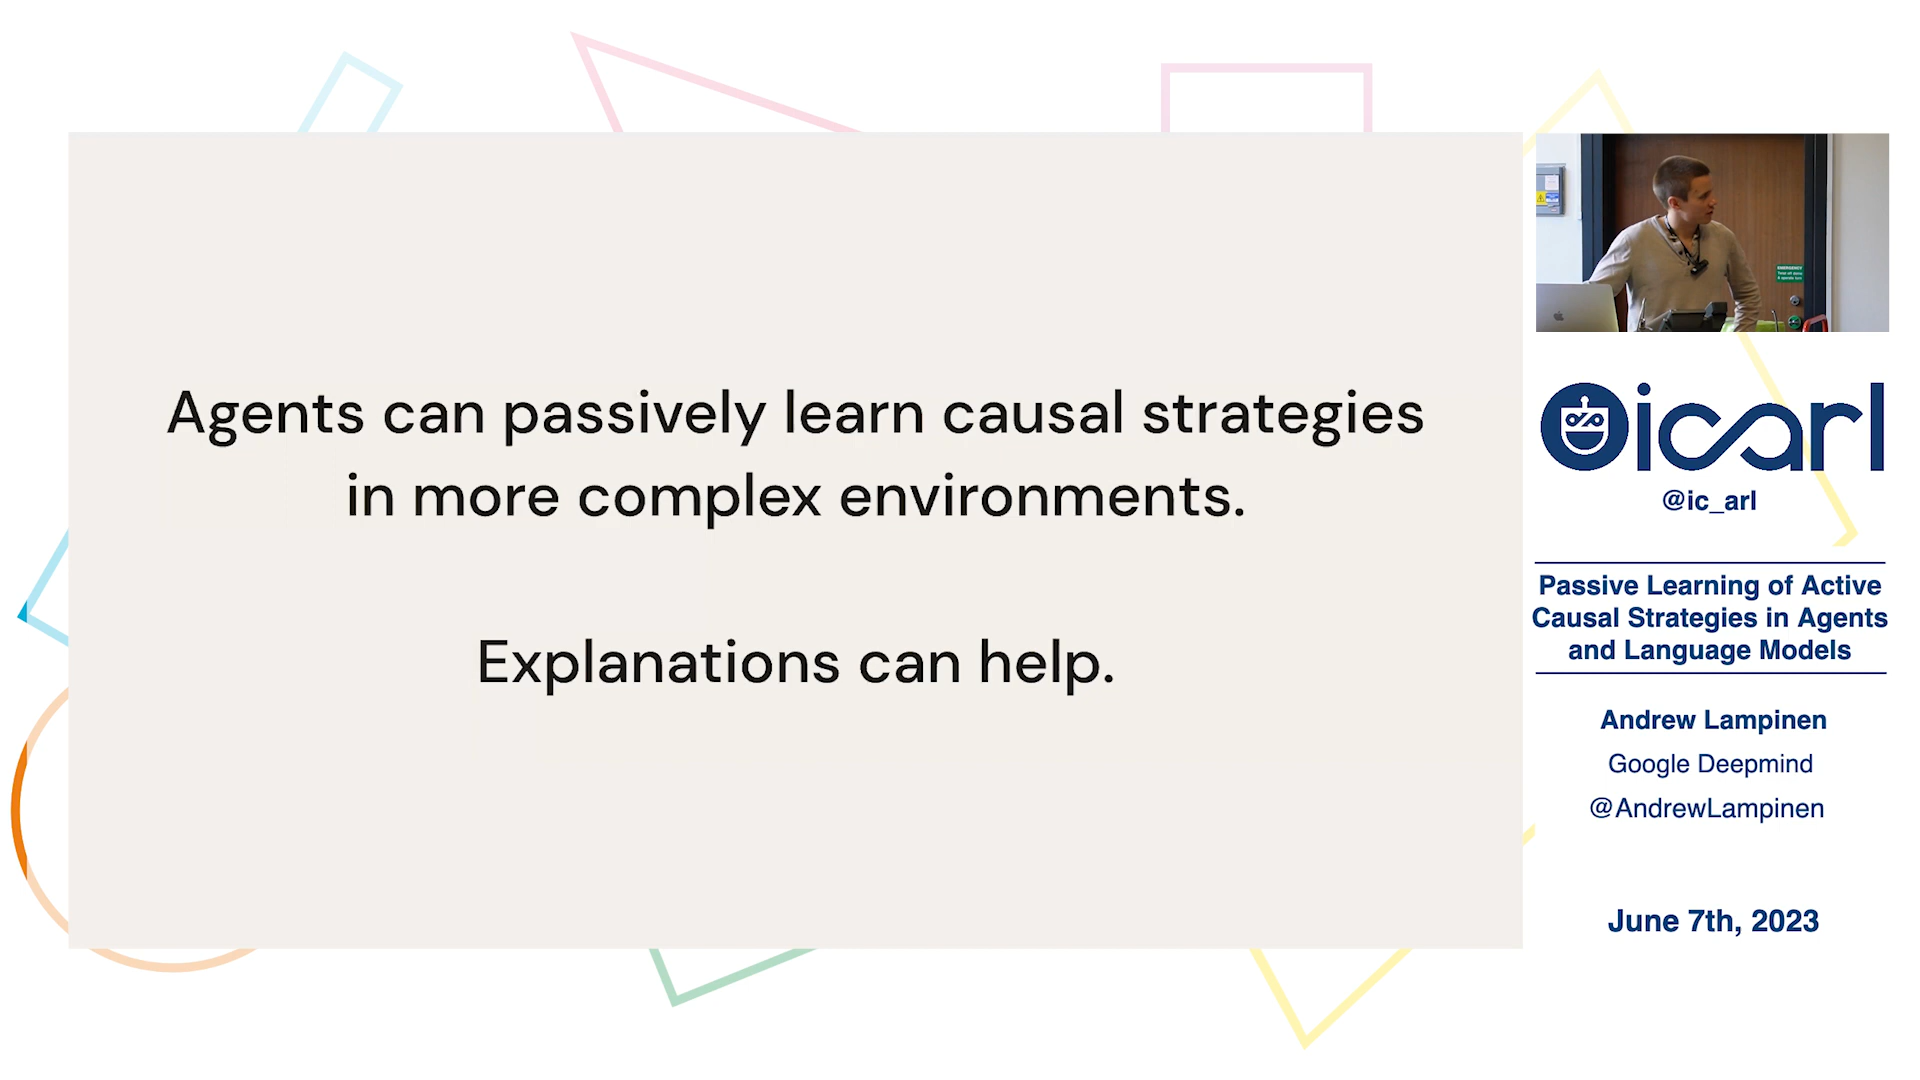 Agents can passively learn causal strategies
in more complex environments.
Explanations can help.
EMERGENCY
icarl
@ic_arl
Passive Learning of Active
Causal Strategies in Agents
and Language Models
Andrew Lampinen
Google Deepmind
@AndrewLampinen
June 7th, 2023